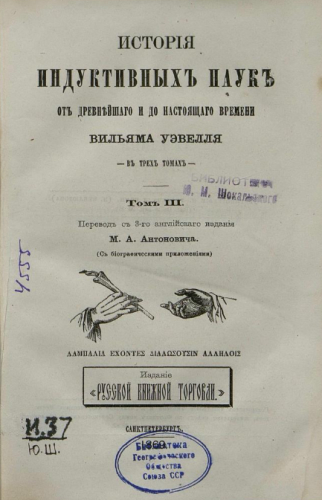 ИСТОРІЯ
ИНДУКТИВНЫХЪ НАУКЪ
ОТЪ ДРЕВНѢЙШАГО И ДО НАСТОЯЩАГО ВРЕМЕНИ
ВИЛЬЯМА УЭВЕЛЛЯ
— ВЪ ТРЕХЪ ТОМАХЪ —
БИБЛИОТЕКА
Ю. М. Шокальского
Томъ III.
Переводъ съ 3-го англійскаго изданія
М. А. Антоновича.
(Съ біографическими приложеніями)
ΛΑΜΠΑΔΙΑ ΕΧΟΝΤΕΣ ΔΙΑΔΩΣΟΥΣΙΝ ΑΛΛΗΛΟΙΣ
Изданіе
«РУССКОЙ КНИЖНОЙ ТОРГОВЛИ.»
САНКТПЕТЕРБУРГЪ.
1869
И.37
Ю.Ш.
Библиотека
Географического
Общества
Союза ССР